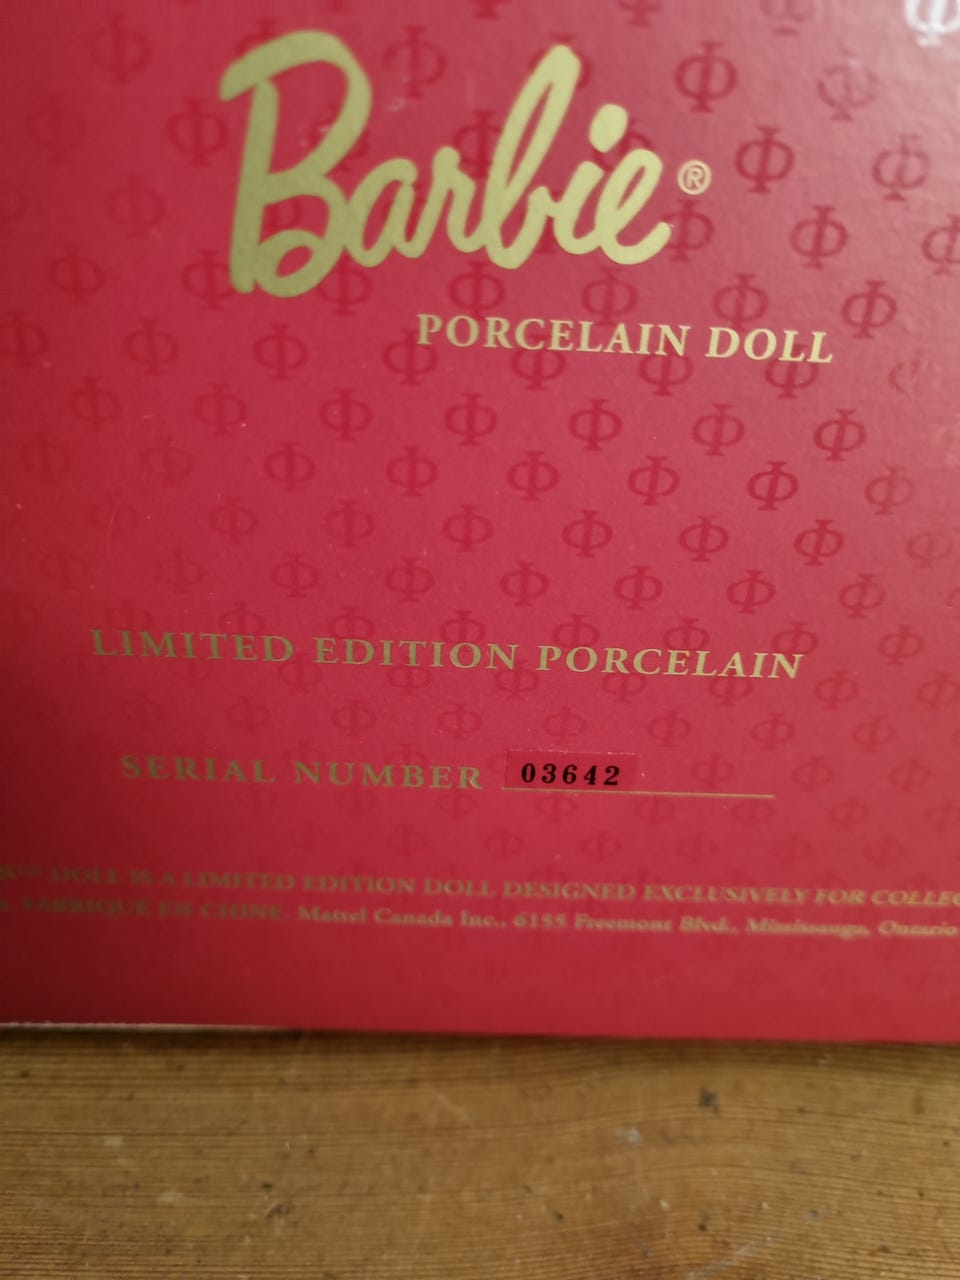 Barbie®
PORCELAIN DOLL
LIMITED EDITION PORCELAIN
SERIAL NUMBER 03642
DOLL IS A LIMITED EDITION DOLL DESIGNED EXCLUSIVELY FOR
FABRIQUÉ EN CHINE. Mattel Canada Inc., 6155 Freemont Blvd., Mississauga, Ontario